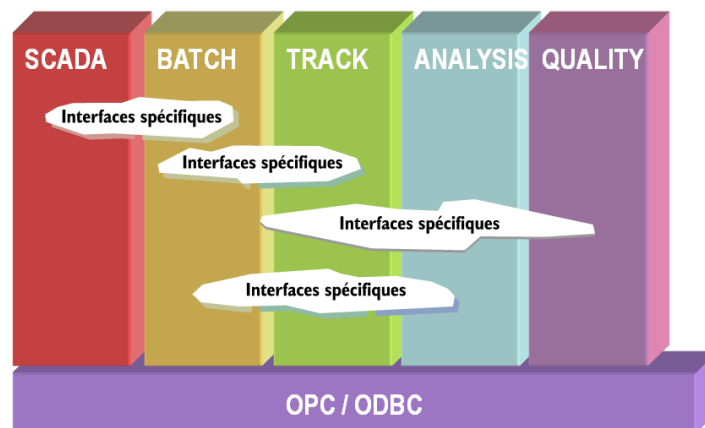 SCADA BATCH TRACK ANALYSIS QUALITY
Interfaces spécifiques
Interfaces spécifiques
Interfaces spécifiques
Interfaces spécifiques
OPC / ODBC